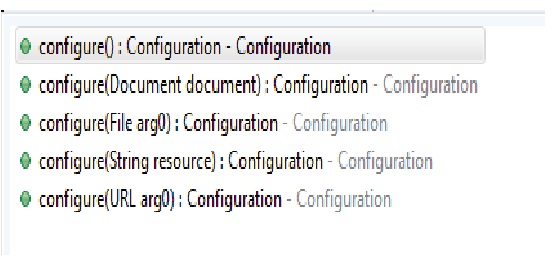 configure() : Configuration - Configuration
configure(Document document) : Configuration - Configuration
configure(File arg0) : Configuration - Configuration
configure(String resource) : Configuration - Configuration
configure(URL arg0) : Configuration - Configuration